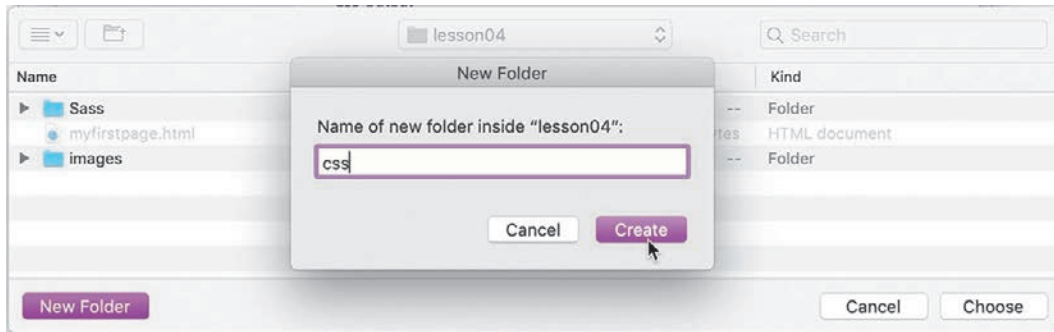 lesson04
Search
Name
Kind
New Folder
Sass
-- Folder
myfirstpage.html
HTML document
images
-- Folder
Name of new folder inside “lesson04”:
css
Cancel
Create
New Folder
Cancel
Choose